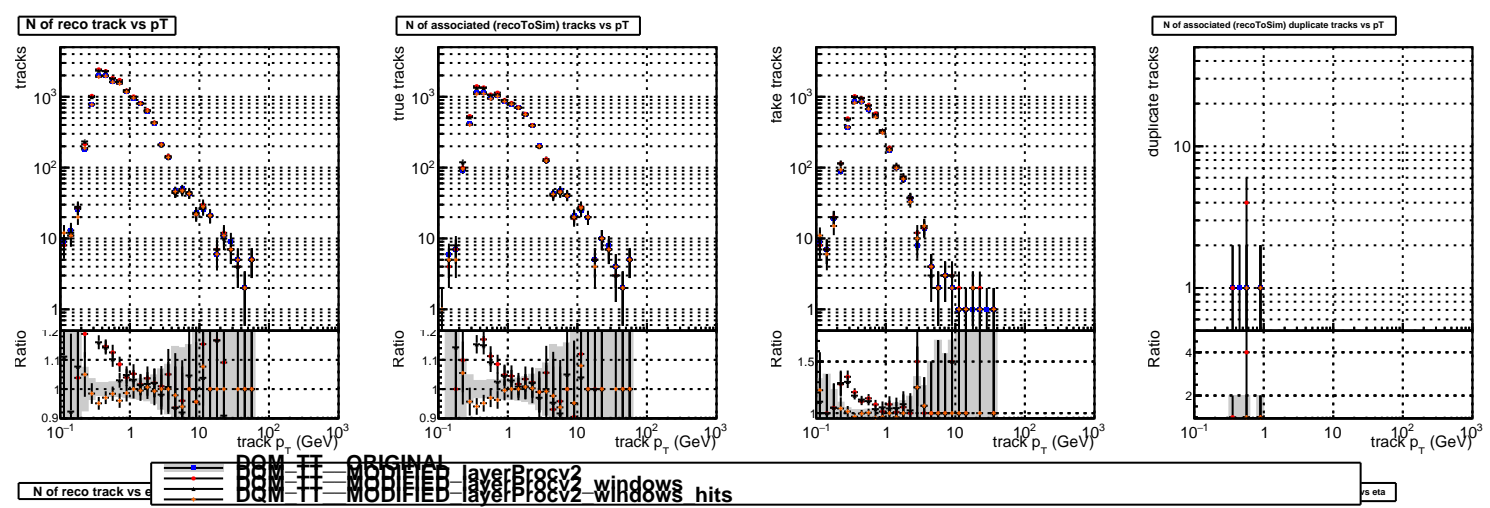 N of reco track vs pT
N of associated (recoToSim) tracks vs pT
N of associated (recoToSim) duplicate tracks vs pT
tracks
10³
10²
10
1
Ratio
1.2
1.1
1
0.9
10⁻¹ 1 10 10² 10³
track p_T (GeV)
true tracks
10³
10²
10
1
Ratio
1.2
1.1
1
0.9
10⁻¹ 1 10 10² 10³
track p_T (GeV)
fake tracks
10³
10²
10
1
Ratio
1.5
1
10⁻¹ 1 10 10² 10³
track p_T (GeV)
duplicate tracks
10
1
Ratio
4
2
10⁻¹ 1 10 10² 10³
track p_T (GeV)
DQM_TT__ORIGINAL
DQM_TT__MODIFIED_layerProcv2
DQM_TT__MODIFIED_layerProcv2_windows
DQM_TT__MODIFIED_layerProcv2_windows_hits
N of reco track vs e
vs eta